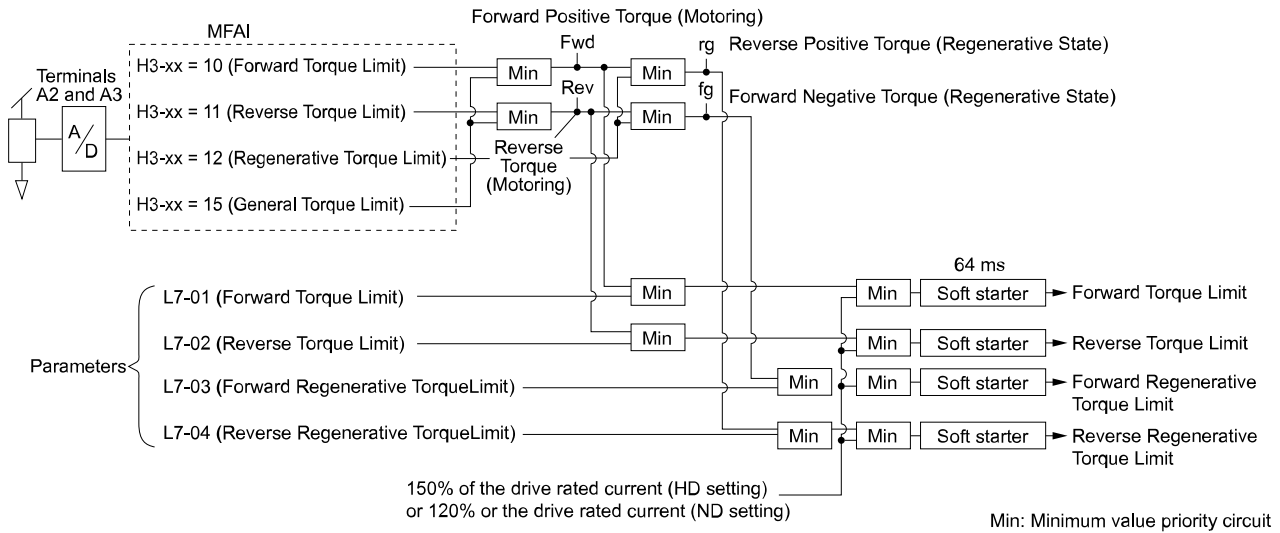 Forward Positive Torque (Motoring)
MFAI
Fwd
rg
Reverse Positive Torque (Regenerative State)
Terminals
A2 and A3
A/D
H3-xx = 10 (Forward Torque Limit)
Min
Min
Rev
fg
Forward Negative Torque (Regenerative State)
H3-xx = 11 (Reverse Torque Limit)
Min
Min
H3-xx = 12 (Regenerative Torque Limit)
Reverse
Torque
(Motoring)
H3-xx = 15 (General Torque Limit)
64 ms
Parameters
L7-01 (Forward Torque Limit)
Min
Min
Soft starter
Forward Torque Limit
L7-02 (Reverse Torque Limit)
Min
Min
Soft starter
Reverse Torque Limit
L7-03 (Forward Regenerative TorqueLimit)
Min
Min
Soft starter
Forward Regenerative
Torque Limit
L7-04 (Reverse Regenerative TorqueLimit)
Min
Min
Soft starter
Reverse Regenerative
Torque Limit
150% of the drive rated current (HD setting)
or 120% or the drive rated current (ND setting)
Min: Minimum value priority circuit